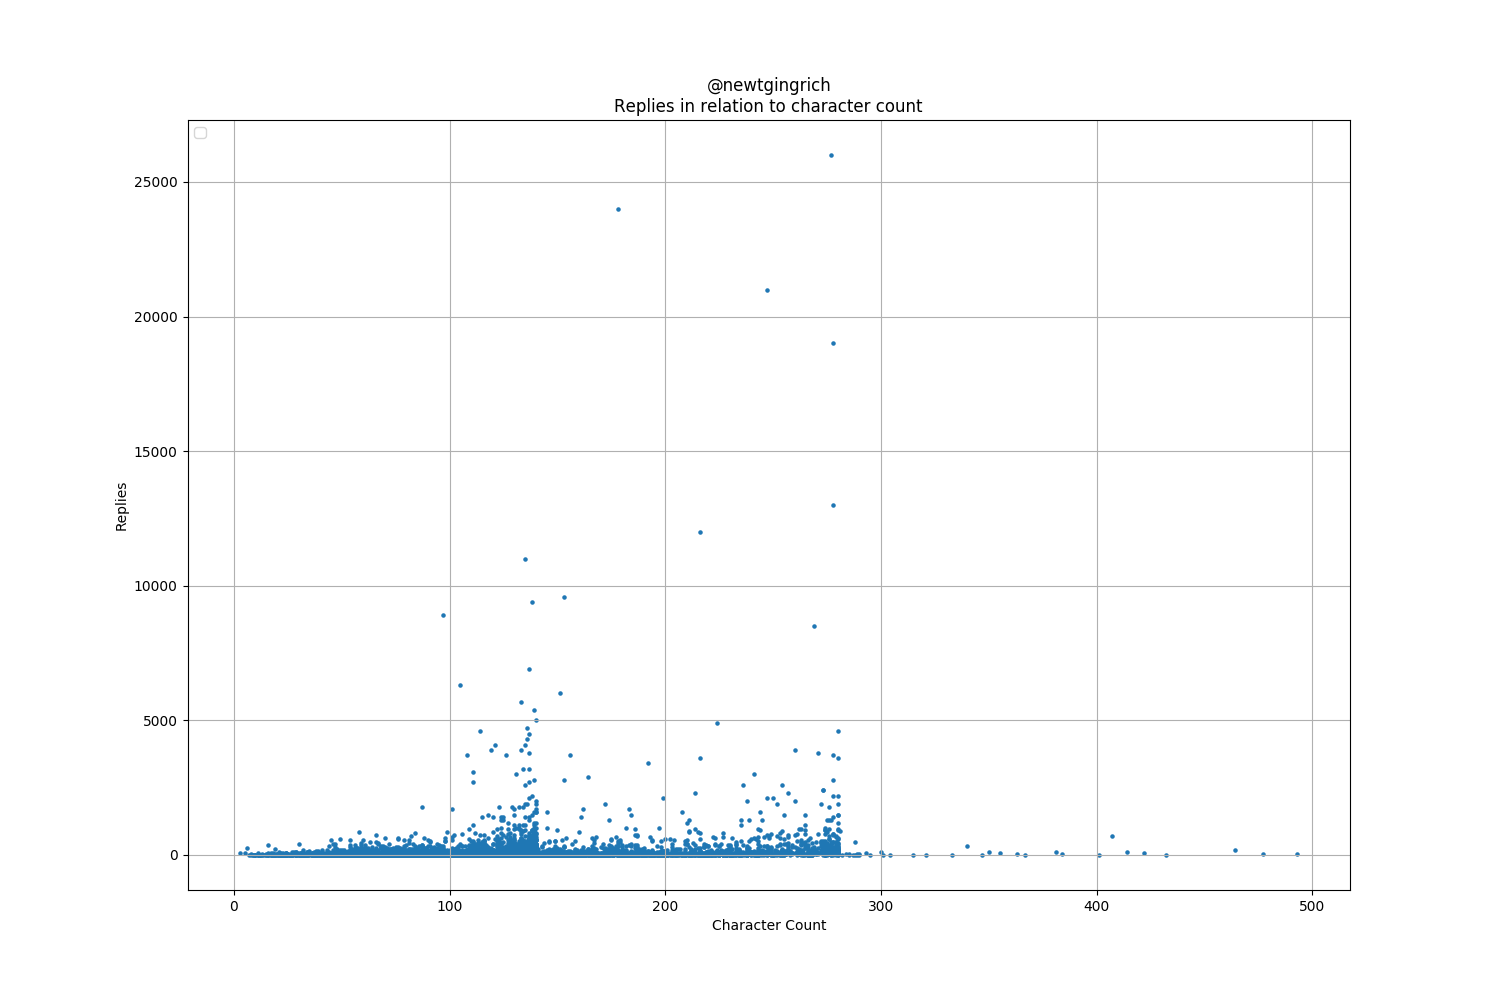 @newtgingrich
Replies in relation to character count
25000
20000
15000
10000
5000
0
Replies
0 100 200 300 400 500
Character Count